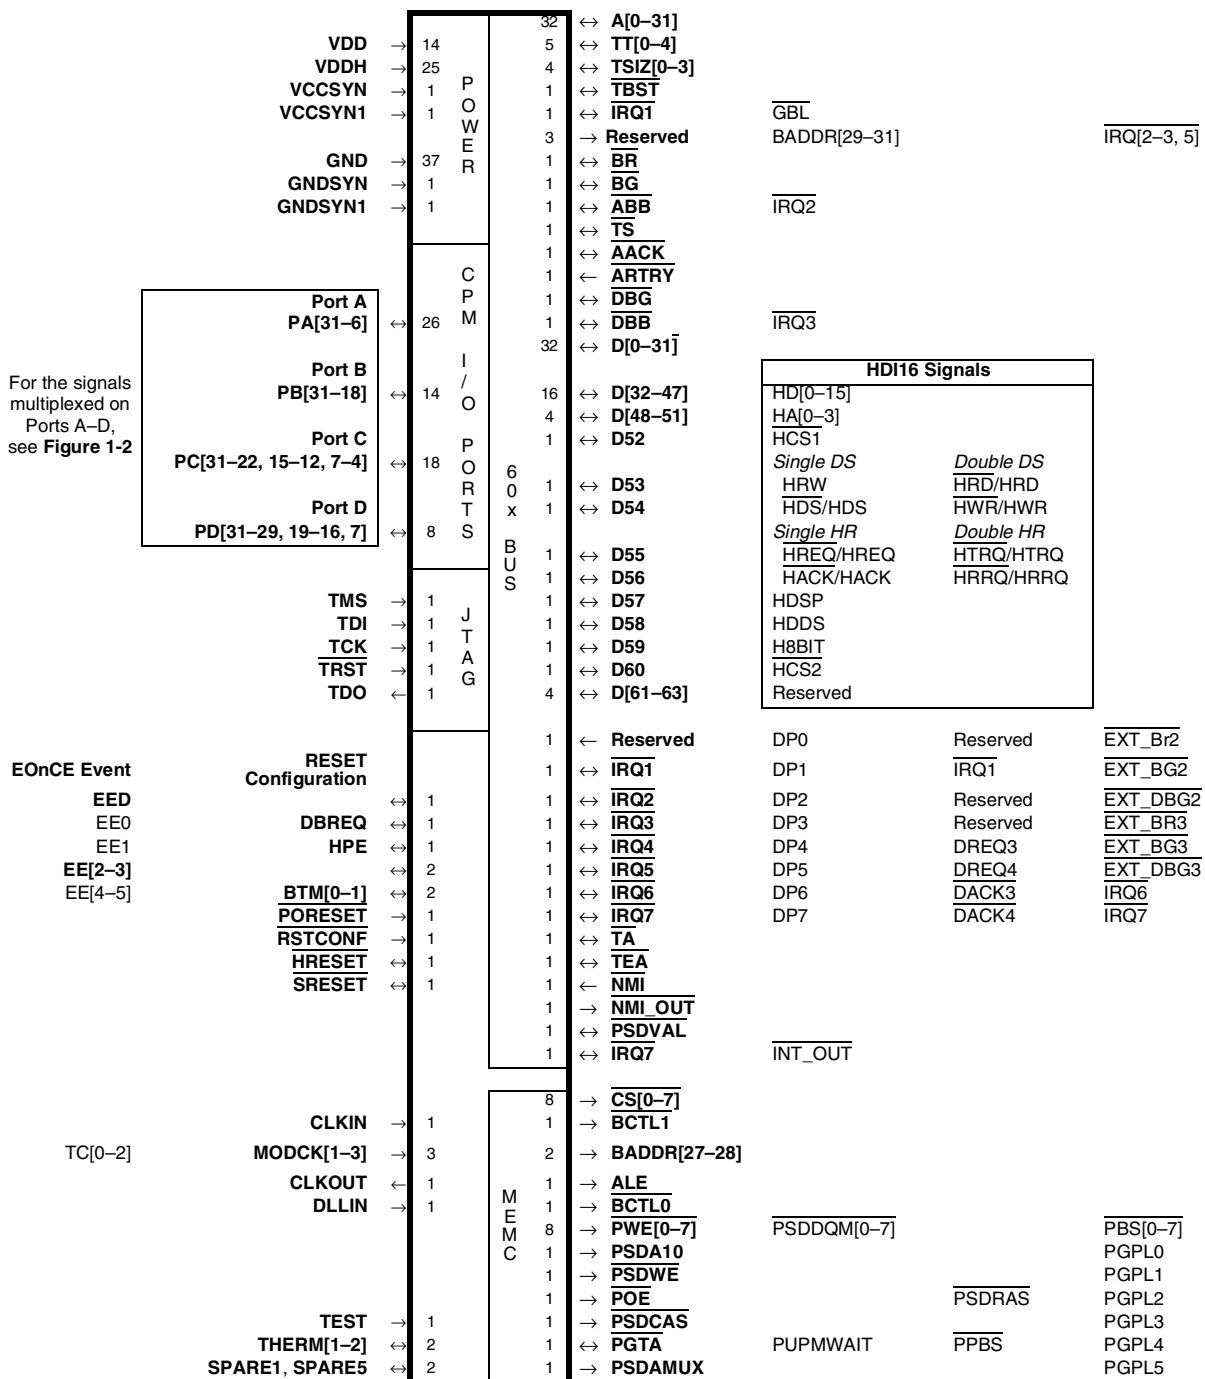 32 ↔ A[0–31]
VDD → 14 5 ↔ TT[0–4]
VDDH → 25 4 ↔ TSIZ[0–3]
VCCSYN → 1 1 ↔ TBST
VCCSYN1 → 1 1 ↔ IRQ1 GBL
3 → Reserved BADDR[29–31] IRQ[2–3, 5]
GND → 37 1 ↔ BR
GNDSYN → 1 1 ↔ BG
GNDSYN1 → 1 1 ↔ ABB IRQ2
POWER
1 ↔ TS
1 ↔ AACK
1 ← ARTRY
Port A 1 ↔ DBG
PA[31–6] ↔ 26 1 ↔ DBB IRQ3
32 ↔ D[0–31]
Port B HDI16 Signals
For the signals
multiplexed on
Ports A–D,
see Figure 1-2
PB[31–18] ↔ 14 16 ↔ D[32–47] HD[0–15]
4 ↔ D[48–51] HA[0–3]
Port C 1 ↔ D52 HCS1
PC[31–22, 15–12, 7–4] ↔ 18 Single DS Double DS
1 ↔ D53 HRW HRD/HRD
Port D 1 ↔ D54 HDS/HDS HWR/HWR
PD[31–29, 19–16, 7] ↔ 8 Single HR Double HR
CPM I/O PORTS
60x BUS
1 ↔ D55 HREQ/HREQ HTRQ/HTRQ
1 ↔ D56 HACK/HACK HRRQ/HRRQ
TMS → 1 1 ↔ D57 HDSP
TDI → 1 1 ↔ D58 HDDS
TCK → 1 1 ↔ D59 H8BIT
TRST → 1 1 ↔ D60 HCS2
TDO ← 1 4 ↔ D[61–63] Reserved
JTAG
1 ← Reserved DP0 Reserved EXT_Br2
EOnCE Event RESET
Configuration
1 ↔ IRQ1 DP1 IRQ1 EXT_BG2
EED ↔ 1 1 ↔ IRQ2 DP2 Reserved EXT_DBG2
EE0 DBREQ ↔ 1 1 ↔ IRQ3 DP3 Reserved EXT_BR3
EE1 HPE ↔ 1 1 ↔ IRQ4 DP4 DREQ3 EXT_BG3
EE[2–3] ↔ 2 1 ↔ IRQ5 DP5 DREQ4 EXT_DBG3
EE[4–5] BTM[0–1] ↔ 2 1 ↔ IRQ6 DP6 DACK3 IRQ6
PORESET → 1 1 ↔ IRQ7 DP7 DACK4 IRQ7
RSTCONF → 1 1 ↔ TA
HRESET ↔ 1 1 ↔ TEA
SRESET ↔ 1 1 ← NMI
1 → NMI_OUT
1 ↔ PSDVAL
1 ↔ IRQ7 INT_OUT
8 → CS[0–7]
CLKIN → 1 1 → BCTL1
TC[0–2] MODCK[1–3] → 3 2 → BADDR[27–28]
CLKOUT ← 1 1 → ALE
DLLIN → 1 1 → BCTL0
MEMC
8 → PWE[0–7] PSDDQM[0–7] PBS[0–7]
1 → PSDA10 PGPL0
1 → PSDWE PGPL1
1 → POE PSDRAS PGPL2
TEST → 1 1 → PSDCAS PGPL3
THERM[1–2] ↔ 2 1 ↔ PGTA PUPMWAIT PPBS PGPL4
SPARE1, SPARE5 ↔ 2 1 → PSDAMUX PGPL5